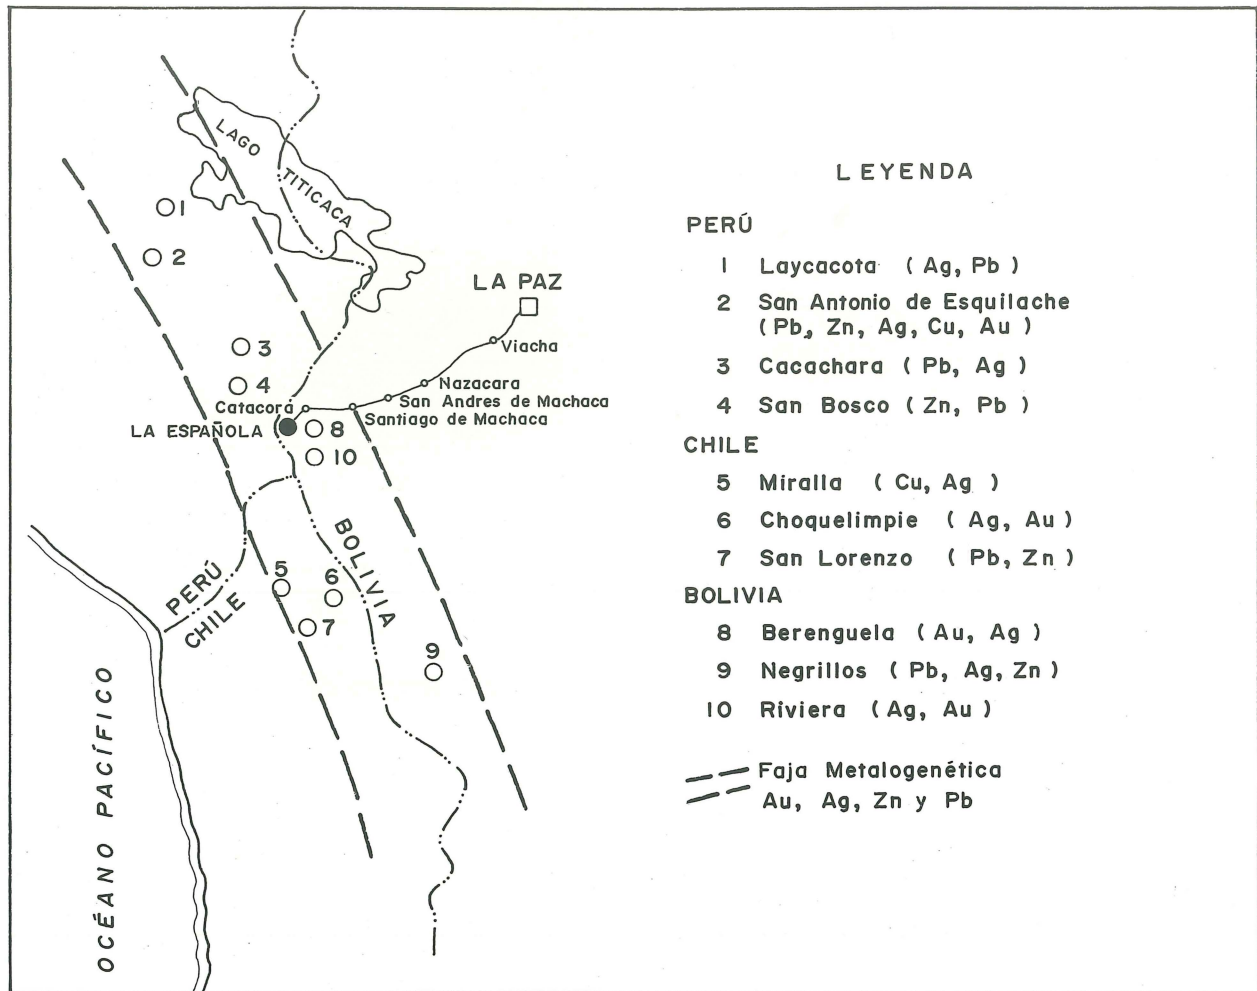 LAGO
TITICACA
1
2
3
4
LA PAZ
Viacha
Nazacara
San Andres de Machaca
Santiago de Machaca
Catacora
LA ESPAÑOLA
8
10
BOLIVIA
PERÚ
CHILE
5
6
7
9
OCÉANO PACÍFICO
LEYENDA
PERÚ
1 Laycacota ( Ag, Pb )
2 San Antonio de Esquilache
( Pb, Zn, Ag, Cu, Au )
3 Cacachara ( Pb, Ag )
4 San Bosco ( Zn, Pb )
CHILE
5 Miralla ( Cu, Ag )
6 Choquelimpie ( Ag, Au )
7 San Lorenzo ( Pb, Zn )
BOLIVIA
8 Berenguela ( Au, Ag )
9 Negrillos ( Pb, Ag, Zn )
10 Riviera ( Ag, Au )
Faja Metalogenética
Au, Ag, Zn y Pb